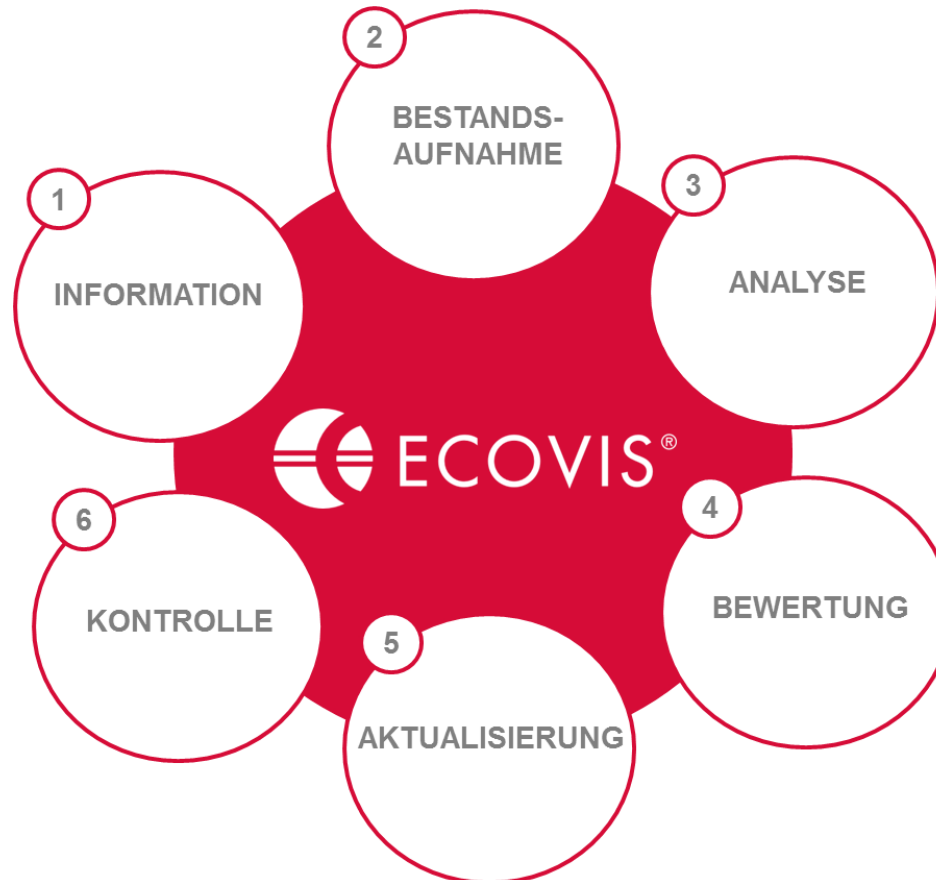 1
INFORMATION
2
BESTANDS-
AUFNAHME
3
ANALYSE
4
BEWERTUNG
5
AKTUALISIERUNG
6
KONTROLLE
ECOVIS®